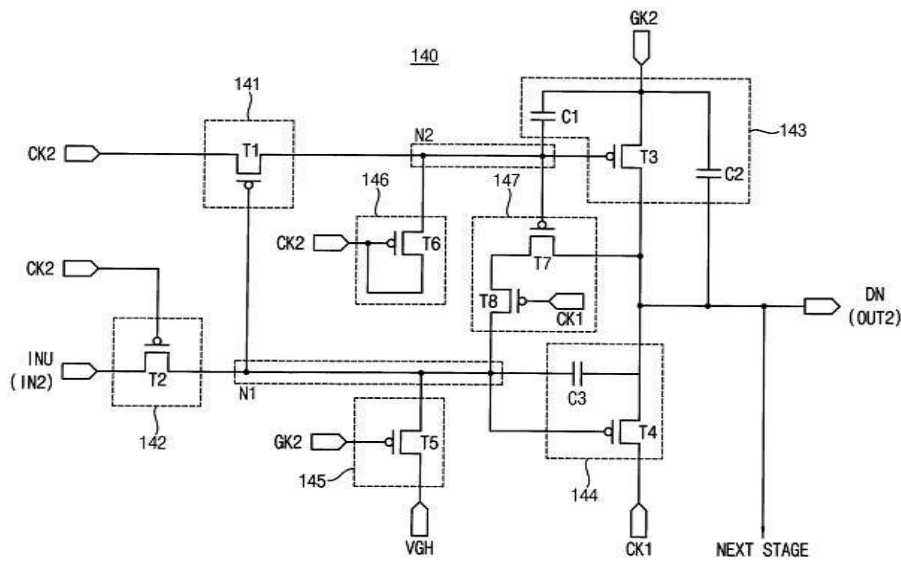 GK2
140
141
C1
143
CK2
T1
N2
T3
C2
146
147
CK2
T6
T7
CK2
T8
CK1
DN
(OUT2)
INU
(IN2)
T2
N1
C3
142
GK2
T5
T4
145
144
VGH
CK1
NEXT STAGE